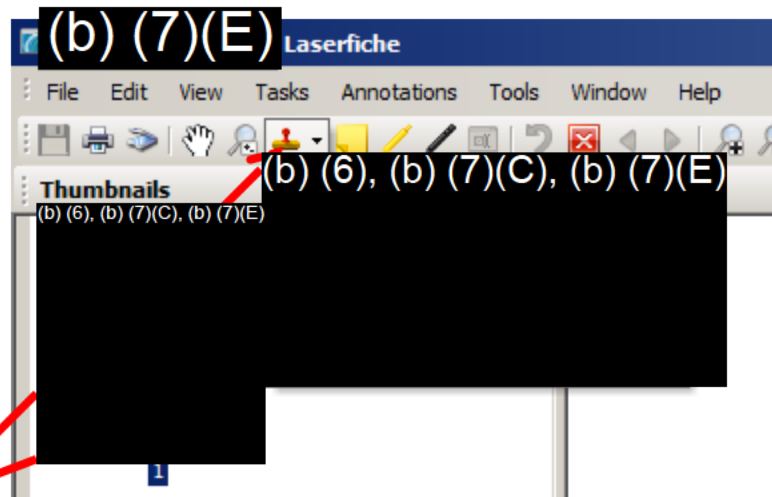 (b) (7)(E) Laserfiche
File Edit View Tasks Annotations Tools Window Help
Thumbnails
(b) (6), (b) (7)(C), (b) (7)(E)
(b) (6), (b) (7)(C), (b) (7)(E)
1